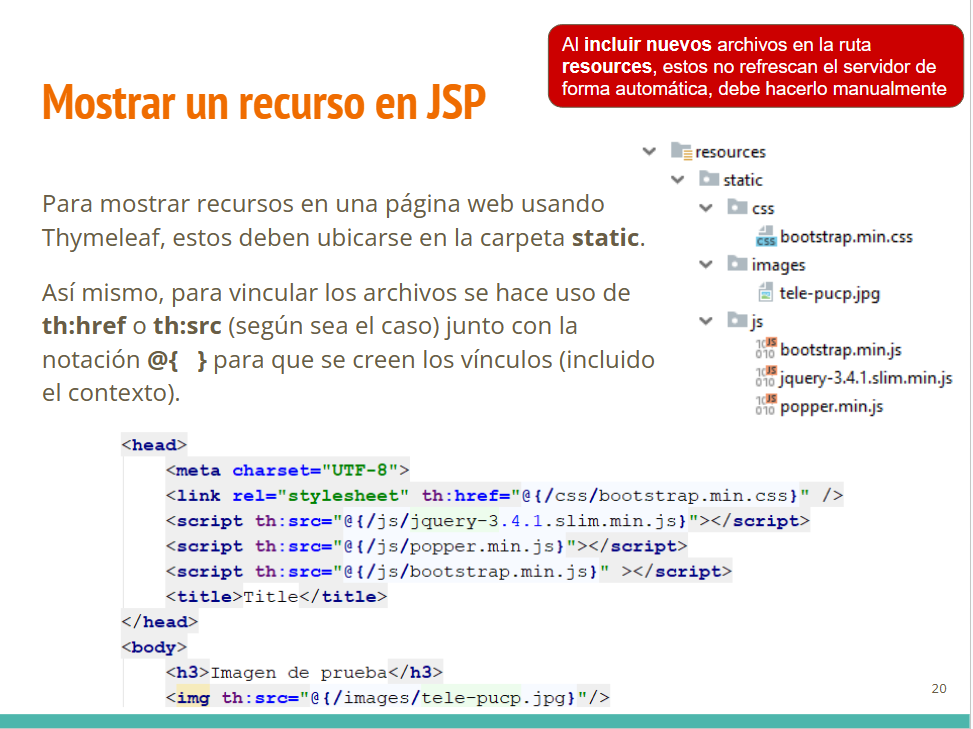 Al incluir nuevos archivos en la ruta
resources, estos no refrescan el servidor de
forma automática, debe hacerlo manualmente
Mostrar un recurso en JSP
Para mostrar recursos en una página web usando
Thymeleaf, estos deben ubicarse en la carpeta static.
Así mismo, para vincular los archivos se hace uso de
th:href o th:src (según sea el caso) junto con la
notación @{   } para que se creen los vínculos (incluido
el contexto).
resources
static
css
bootstrap.min.css
images
tele-pucp.jpg
js
bootstrap.min.js
jquery-3.4.1.slim.min.js
popper.min.js
<head>
<meta charset="UTF-8">
<link rel="stylesheet" th:href="@{/css/bootstrap.min.css}" />
<script th:src="@{/js/jquery-3.4.1.slim.min.js}"></script>
<script th:src="@{/js/popper.min.js}"></script>
<script th:src="@{/js/bootstrap.min.js}" ></script>
<title>Title</title>
</head>
<body>
<h3>Imagen de prueba</h3>
<img th:src="@{/images/tele-pucp.jpg}"/>
20